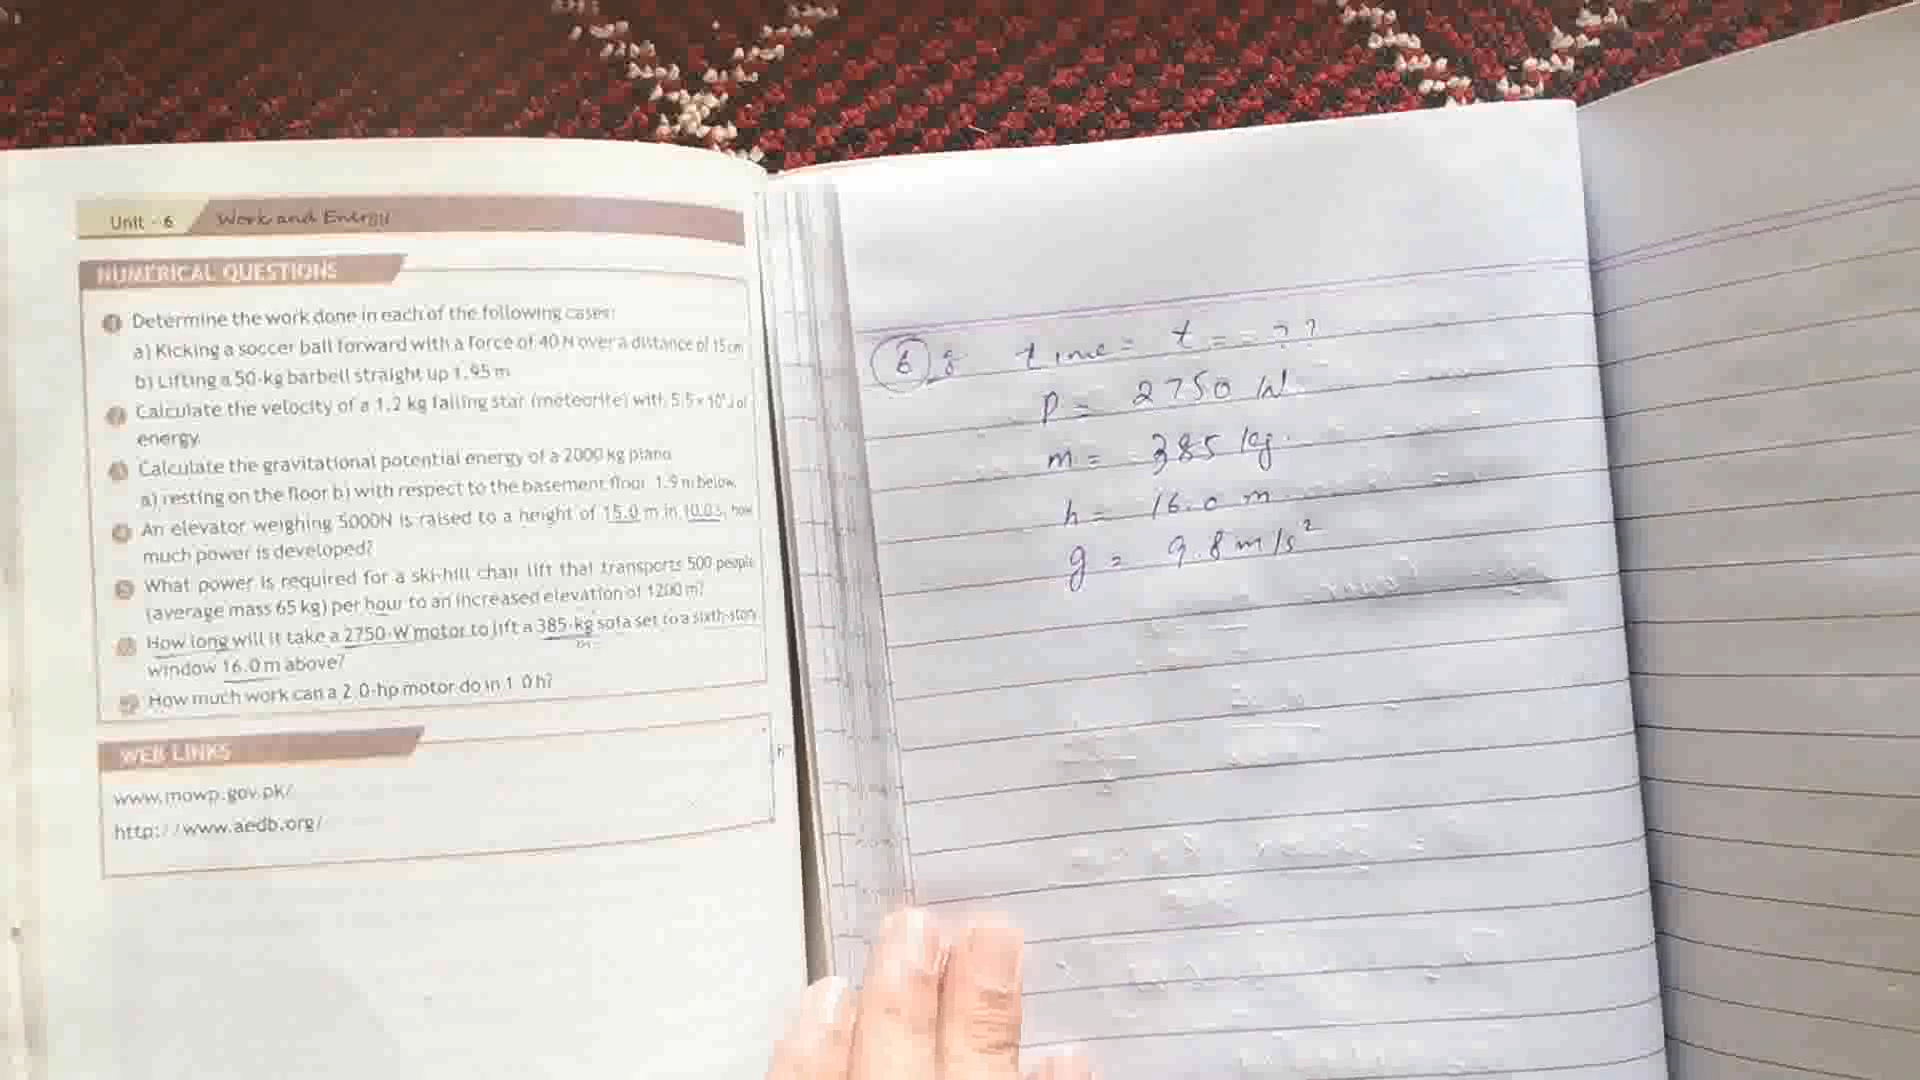 Unit - 6 Work and Energy
NUMERICAL QUESTIONS
1 Determine the work done in each of the following cases:
a) Kicking a soccer ball forward with a force of 40 N over a distance of 15 cm
b) Lifting a 50-kg barbell straight up 1.95 m
2 Calculate the velocity of a 1.2 kg falling star (meteorite) with 5.5 × 10 J of
energy.
3 Calculate the gravitational potential energy of a 2000 kg piano
a) resting on the floor b) with respect to the basement floor 1.9 m below.
4 An elevator weighing 5000N is raised to a height of 15.0 m in 10.0 s, how
much power is developed?
5 What power is required for a ski-hill chair lift that transports 500 people
(average mass 65 kg) per hour to an increased elevation of 1200 m?
How long will it take a 2750-W motor to lift a 385-kg sofa set to a sixth-story
window 16.0 m above?
How much work can a 2.0-hp motor do in 1.0 h?
WEB LINKS
www.mowp.gov.pk/
http://www.aedb.org/
6 time = t = = ??
P = 2750 W.
m = 385 kg.
h = 16.0 m
g = 9.8 m/s²